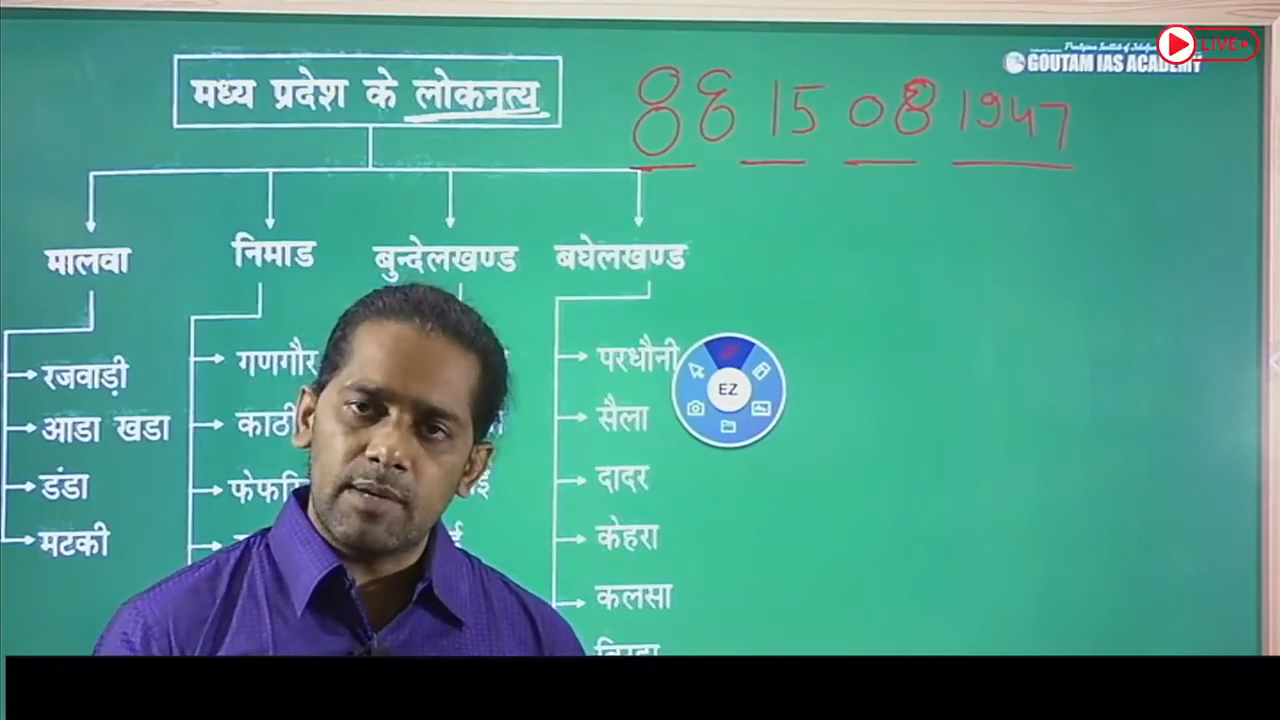 LIVE
GOUTAM IAS ACADEMY
मध्य प्रदेश के लोकनृत्य
88 15 08 1947
मालवा निमाड बुन्देलखण्ड बघेलखण्ड
रजवाड़ी गणगौर परधौनी
EZ
आडा खडा काठी सैला
डंडा दादर
मटकी केहरा
कलसा